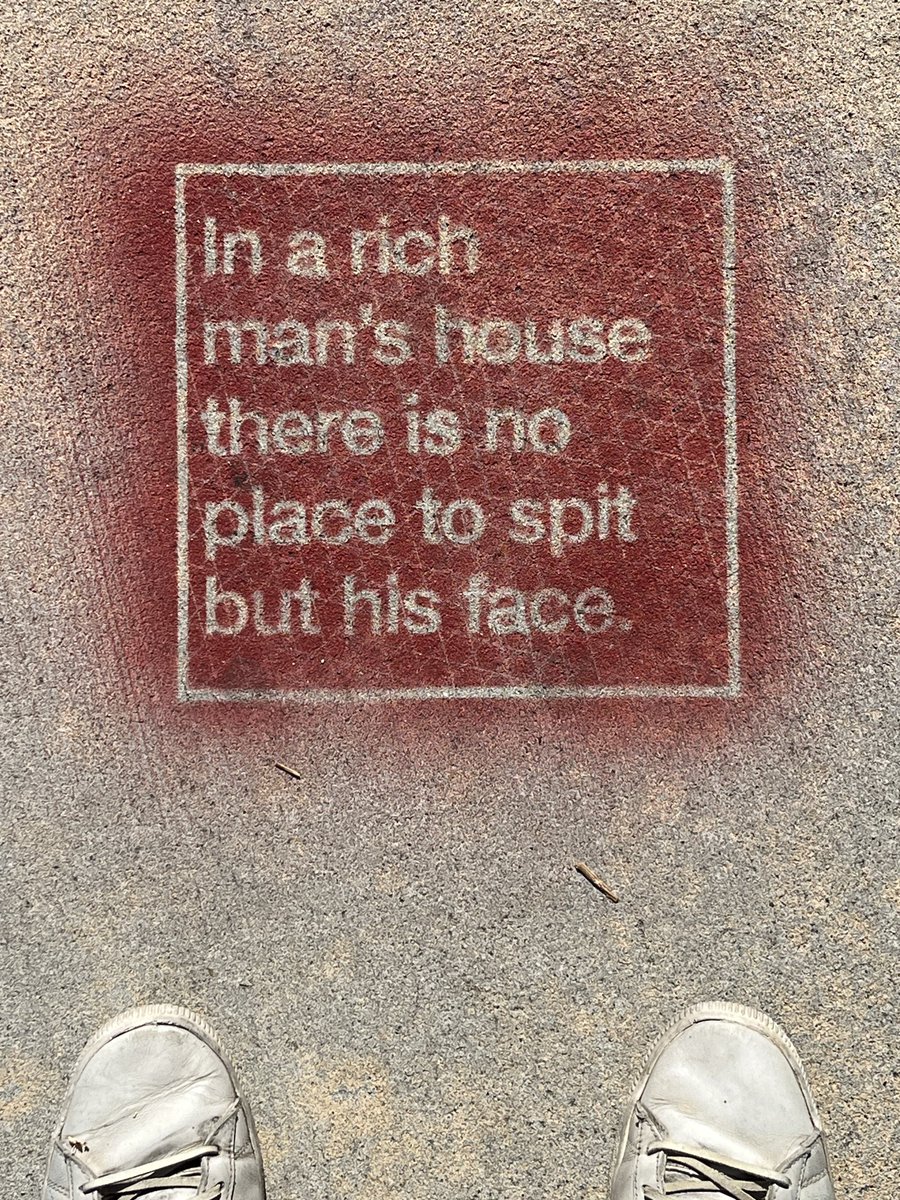 In a rich
man's house
there is no
place to spit
but his face.